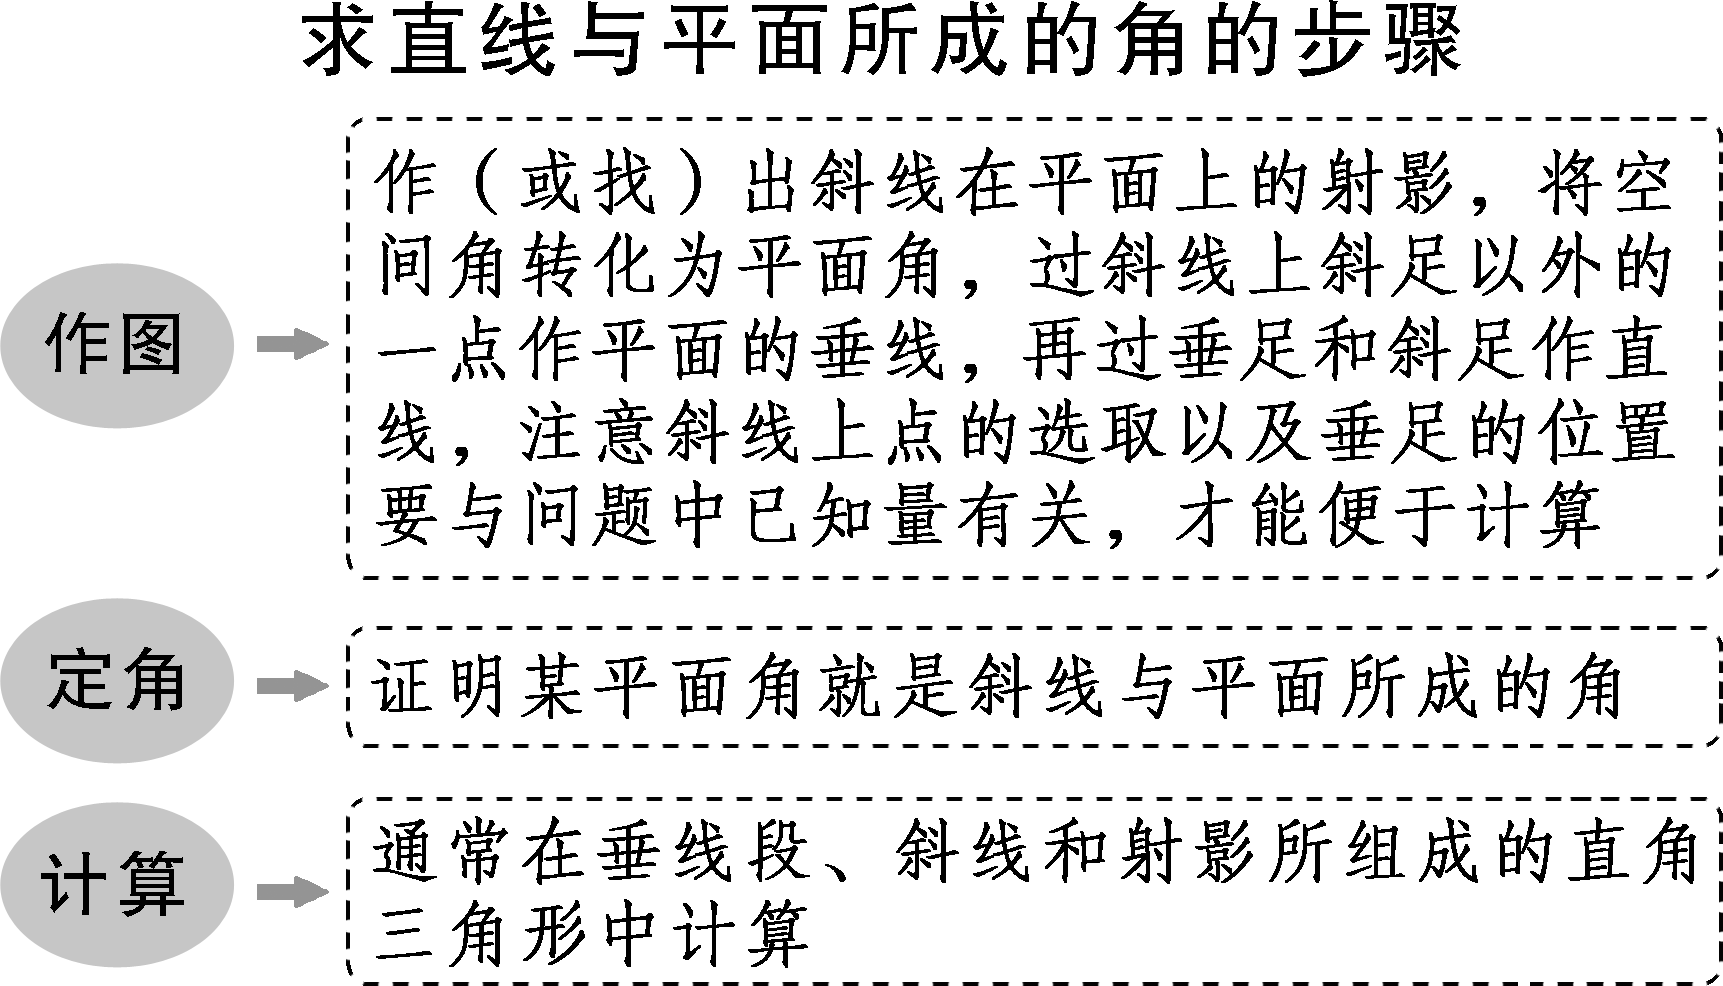 求直线与平面所成的角的步骤
作图
作（或找）出斜线在平面上的射影，将空
间角转化为平面角，过斜线上斜足以外的
一点作平面的垂线，再过垂足和斜足作直
线，注意斜线上点的选取以及垂足的位置
要与问题中已知量有关，才能便于计算
定角
证明某平面角就是斜线与平面所成的角
计算
通常在垂线段、斜线和射影所组成的直角
三角形中计算